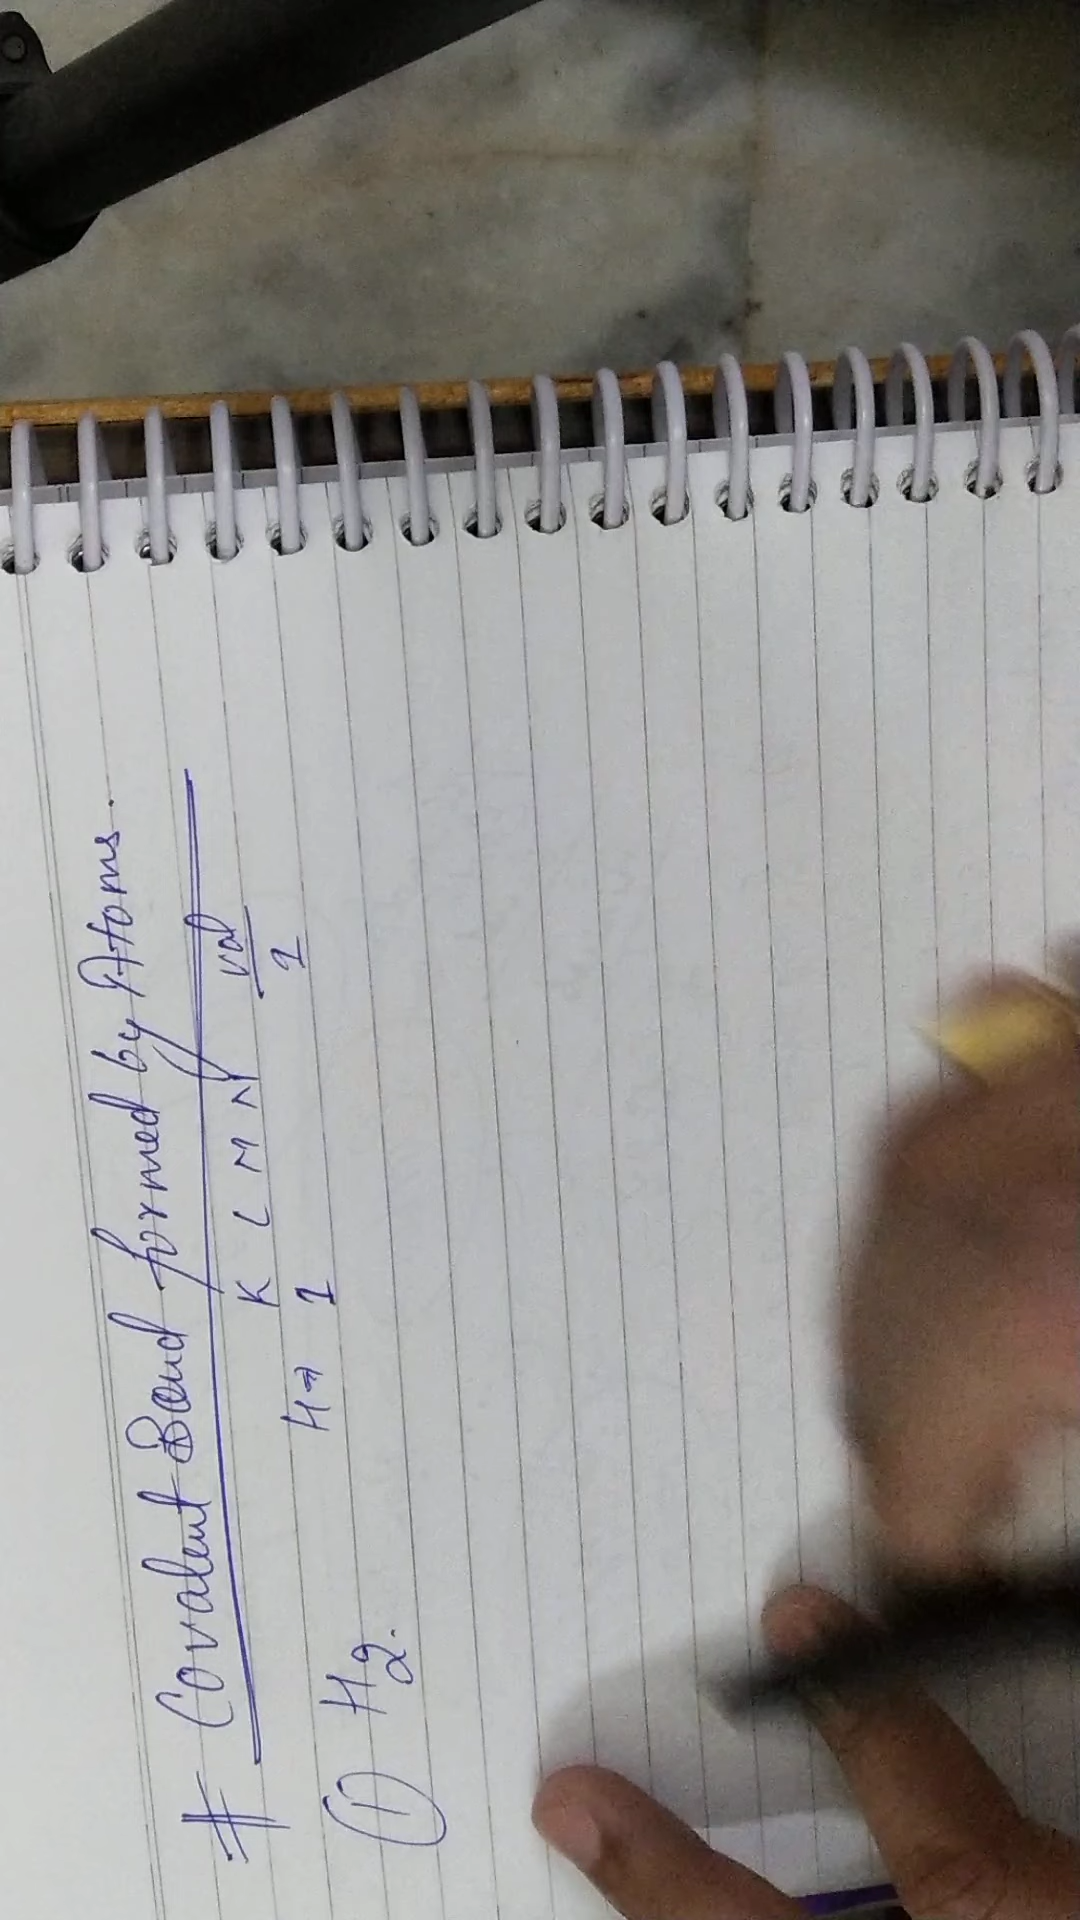 # Covalent Bond formed by Atoms.
K L M N val
① H2. H → 1 1